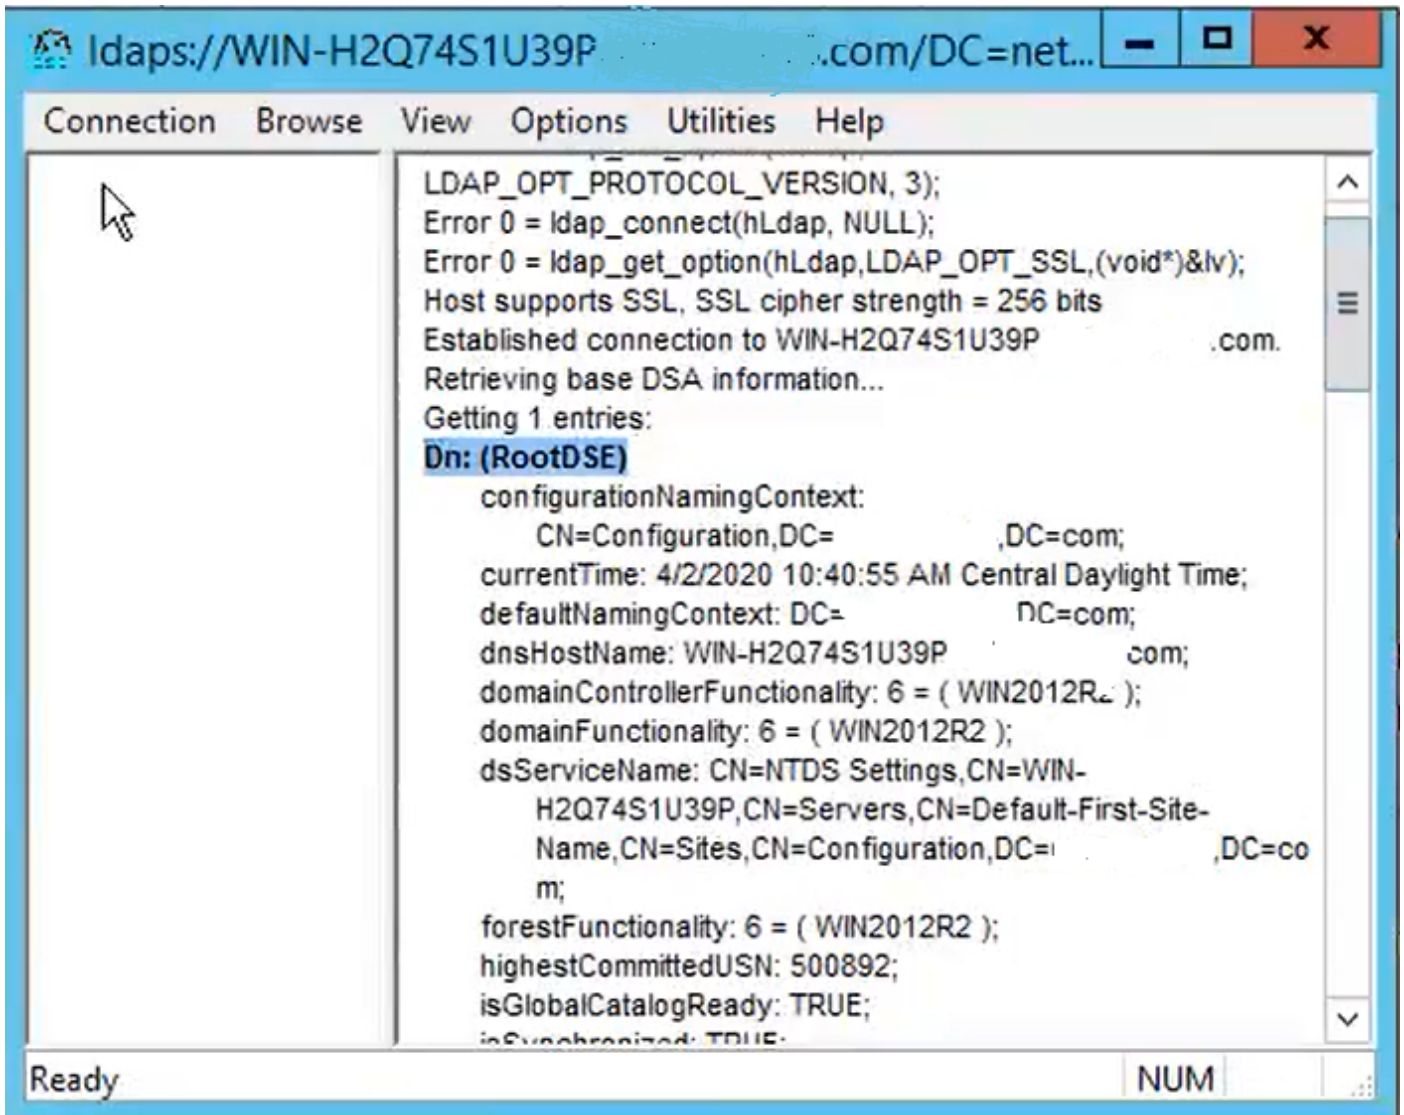 ldaps://WIN-H2Q74S1U39P .com/DC=net...
Connection Browse View Options Utilities Help
LDAP_OPT_PROTOCOL_VERSION, 3);
Error 0 = ldap_connect(hLdap, NULL);
Error 0 = ldap_get_option(hLdap,LDAP_OPT_SSL,(void*)&lv);
Host supports SSL, SSL cipher strength = 256 bits
Established connection to WIN-H2Q74S1U39P .com.
Retrieving base DSA information...
Getting 1 entries:
Dn: (RootDSE)
configurationNamingContext:
CN=Configuration,DC= ,DC=com;
currentTime: 4/2/2020 10:40:55 AM Central Daylight Time;
defaultNamingContext: DC= DC=com;
dnsHostName: WIN-H2Q74S1U39P com;
domainControllerFunctionality: 6 = ( WIN2012R2 );
domainFunctionality: 6 = ( WIN2012R2 );
dsServiceName: CN=NTDS Settings,CN=WIN-
H2Q74S1U39P,CN=Servers,CN=Default-First-Site-
Name,CN=Sites,CN=Configuration,DC= ,DC=co
m;
forestFunctionality: 6 = ( WIN2012R2 );
highestCommittedUSN: 500892;
isGlobalCatalogReady: TRUE;
isSynchronized: TRUE;
Ready NUM